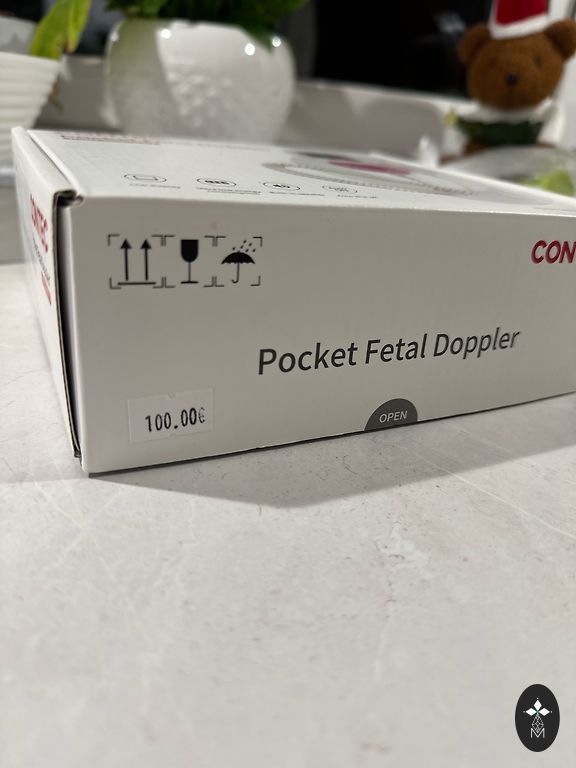 CON
Pocket Fetal Doppler
100.00€
OPEN
M